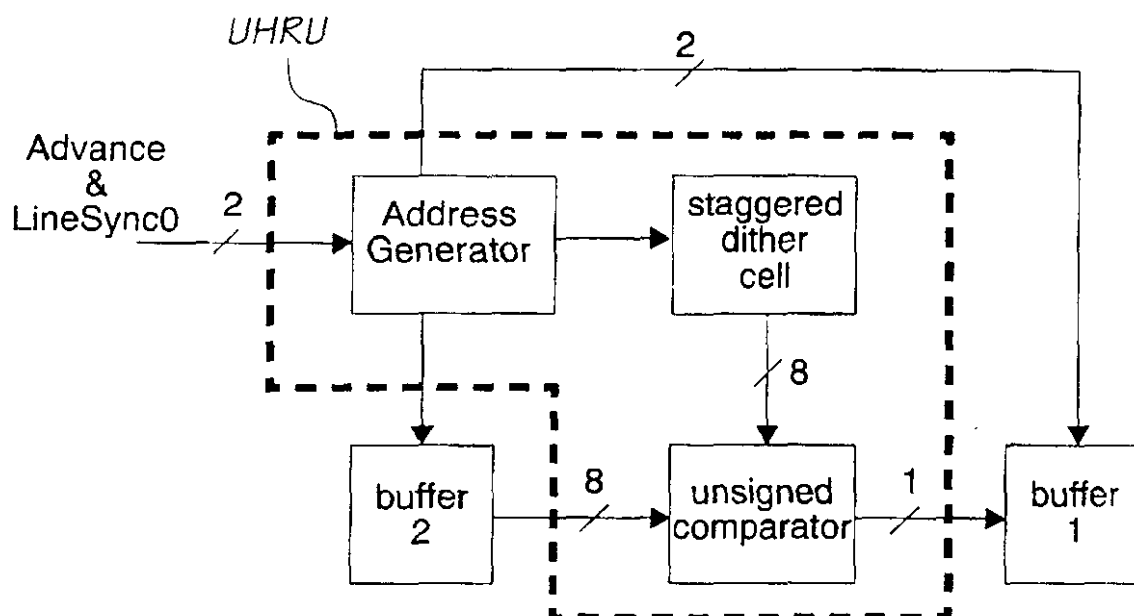 UHRU
2
Advance
&
LineSync0
2
Address
Generator
staggered
dither
cell
8
buffer
2
8
unsigned
comparator
1
buffer
1